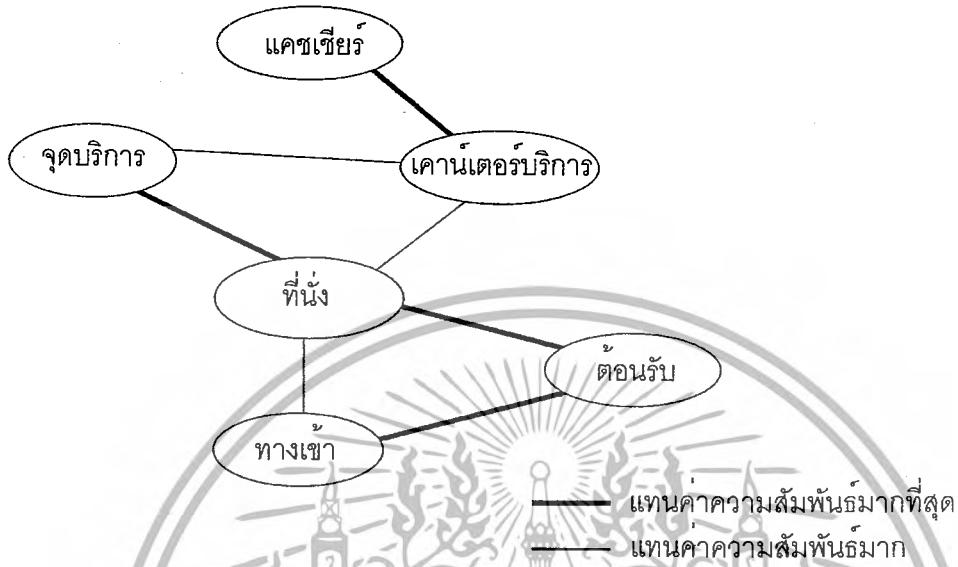 แคชเชียร์
จุดบริการ
เคาน์เตอร์บริการ
ที่นั่ง
ต้อนรับ
ทางเข้า
แทนค่าความสัมพันธ์มากที่สุด
แทนค่าความสัมพันธ์มาก